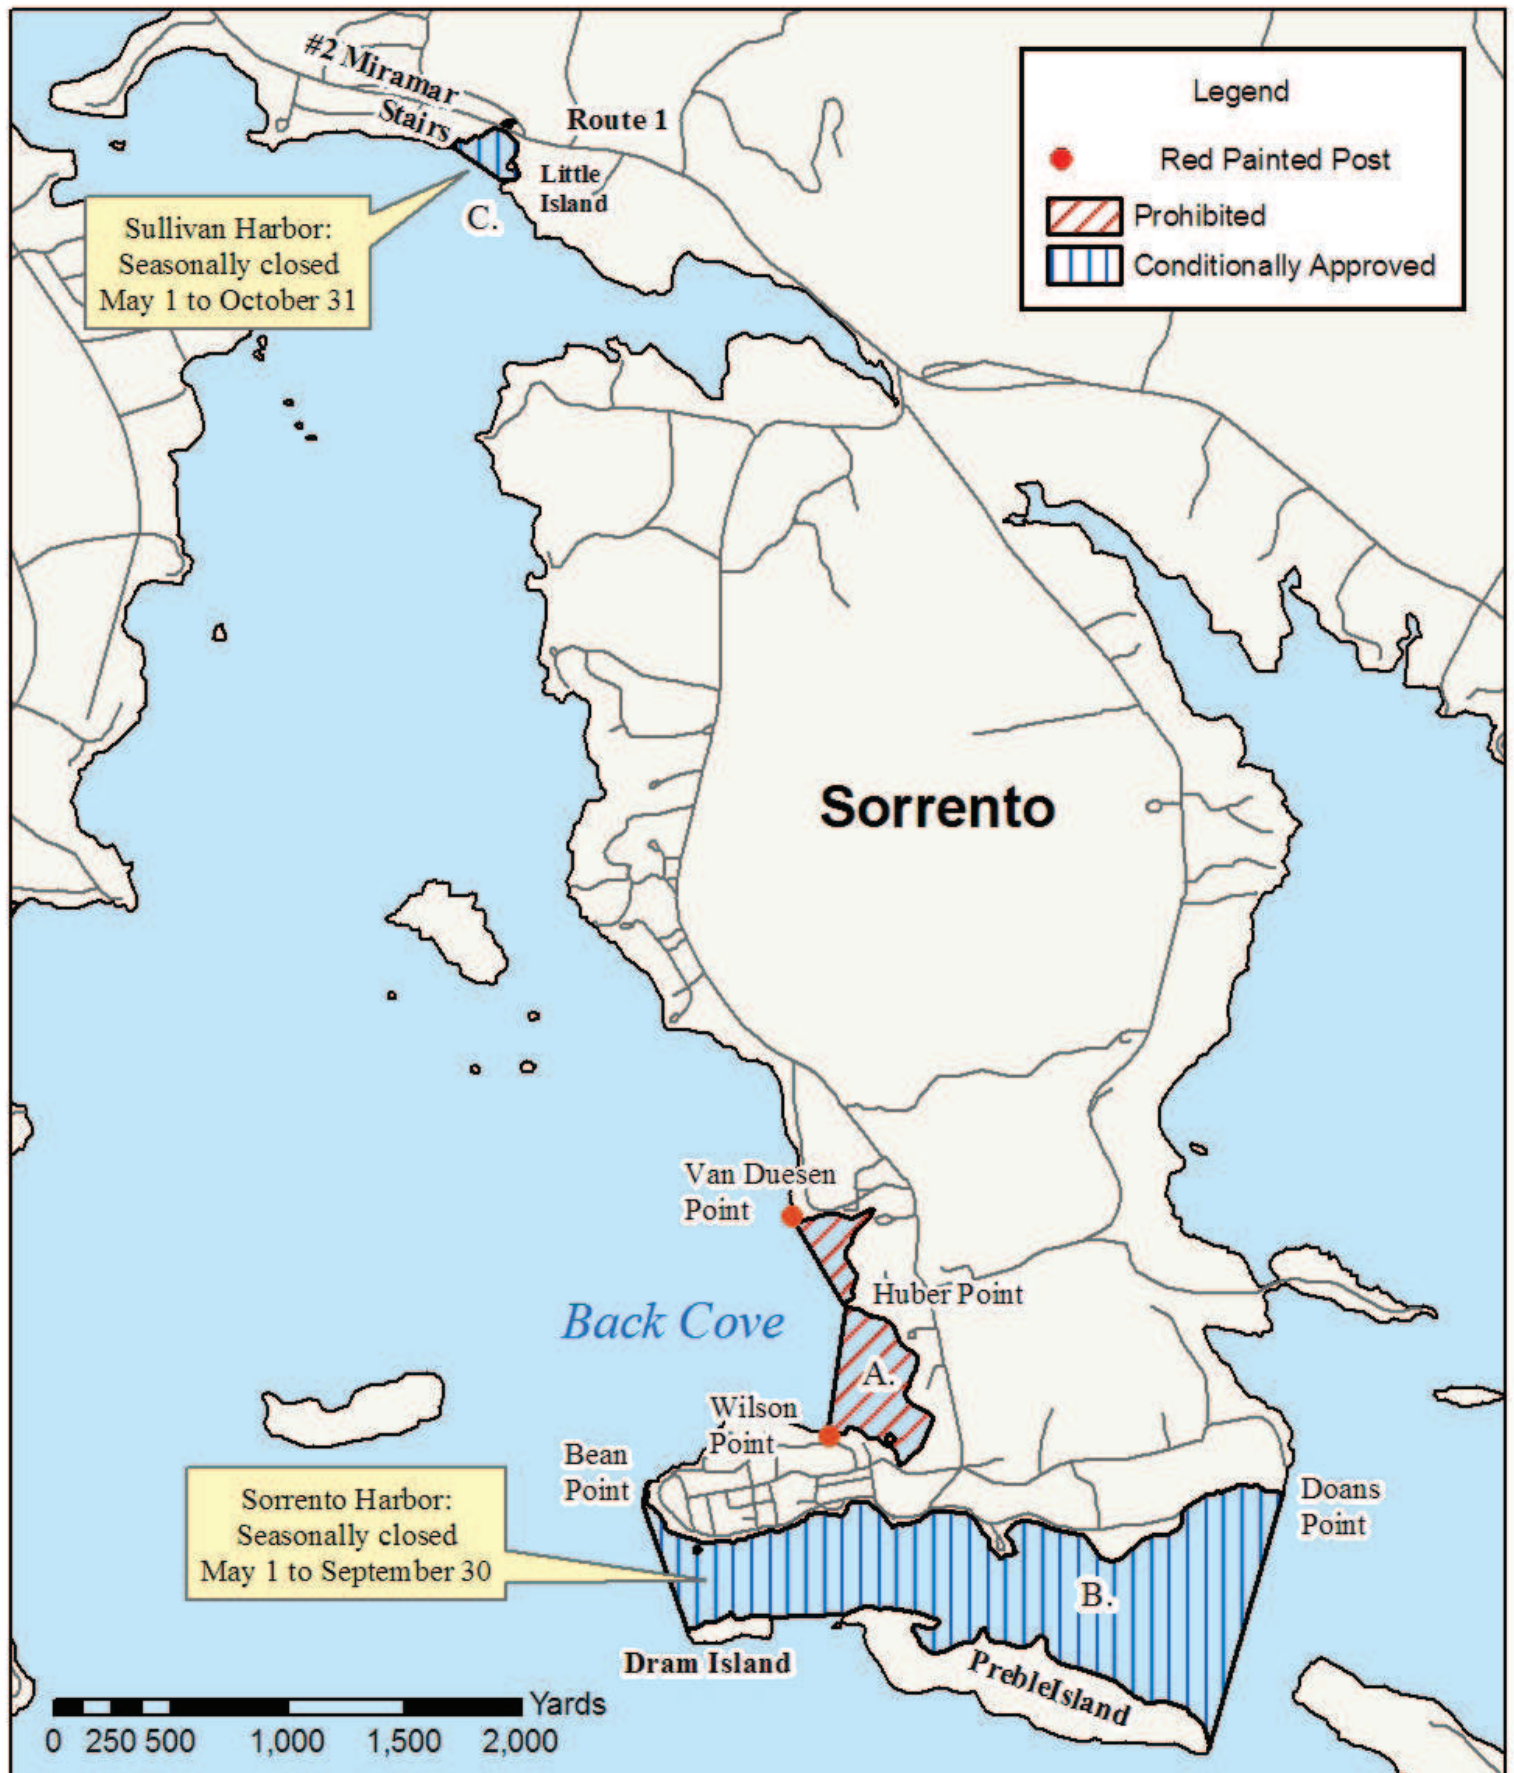 #2 Miramar
Stairs
Route 1
Little
Island
C.
Legend
Red Painted Post
Prohibited
Conditionally Approved
Sullivan Harbor:
Seasonally closed
May 1 to October 31
Sorrento
Van Duesen
Point
Huber Point
Back Cove
A.
Wilson
Point
Bean
Point
Doans
Point
Sorrento Harbor:
Seasonally closed
May 1 to September 30
B.
Dram Island
PrebleIsland
Yards
0 250 500 1,000 1,500 2,000